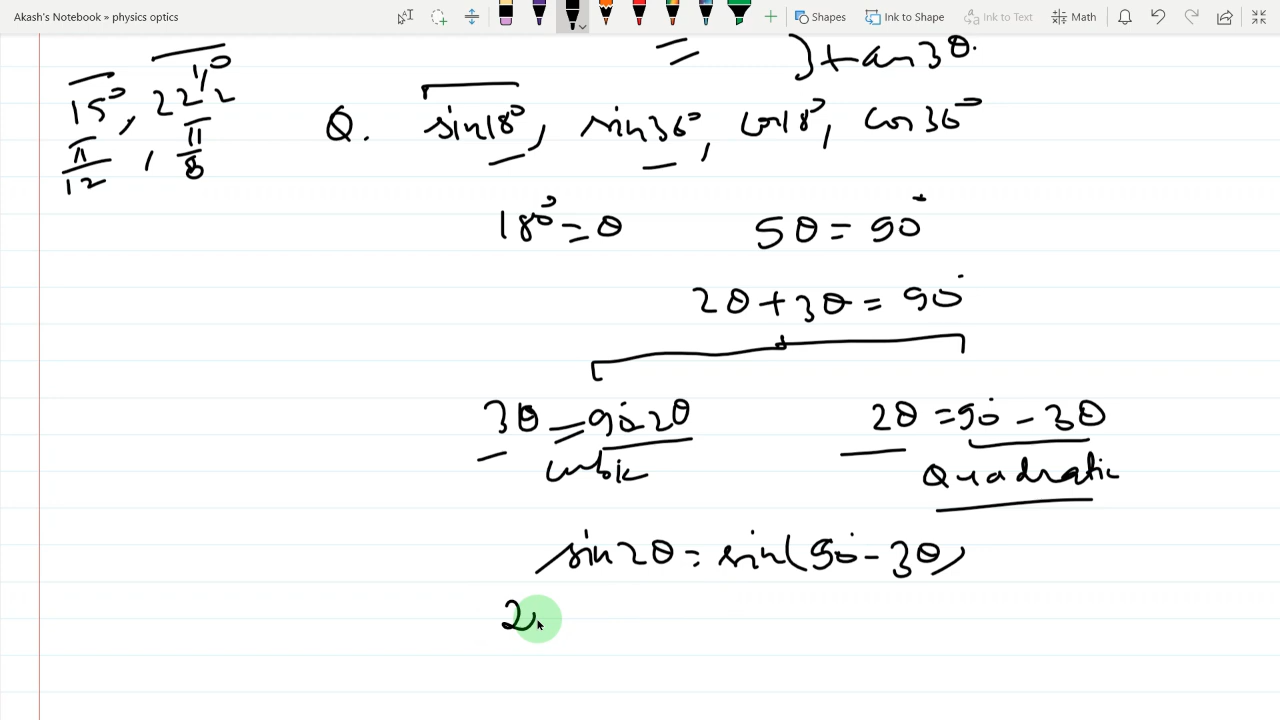 Akash's Notebook » physics optics
Shapes Ink to Shape Ink to Text Math
= } tan3θ.
15°, 22 1/2°
π/12, π/8
Q. sin18°, sin36°, cos18°, cos36°
18° = θ 5θ = 90°
2θ + 3θ = 90°
3θ = 90° - 2θ 2θ = 90° - 3θ
cubic Quadratic
sin2θ = sin(90° - 3θ)
2